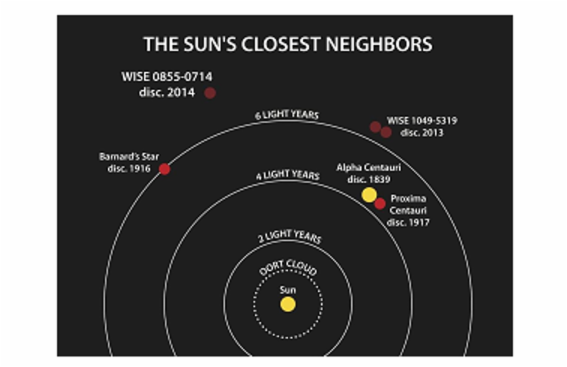 THE SUN'S CLOSEST NEIGHBORS
WISE 0855-0714
disc. 2014
6 LIGHT YEARS
WISE 1049-5319
disc. 2013
Barnard's Star
disc. 1916
4 LIGHT YEARS
Alpha Centauri
disc. 1839
Proxima
Centauri
disc. 1917
2 LIGHT YEARS
OORT CLOUD
Sun